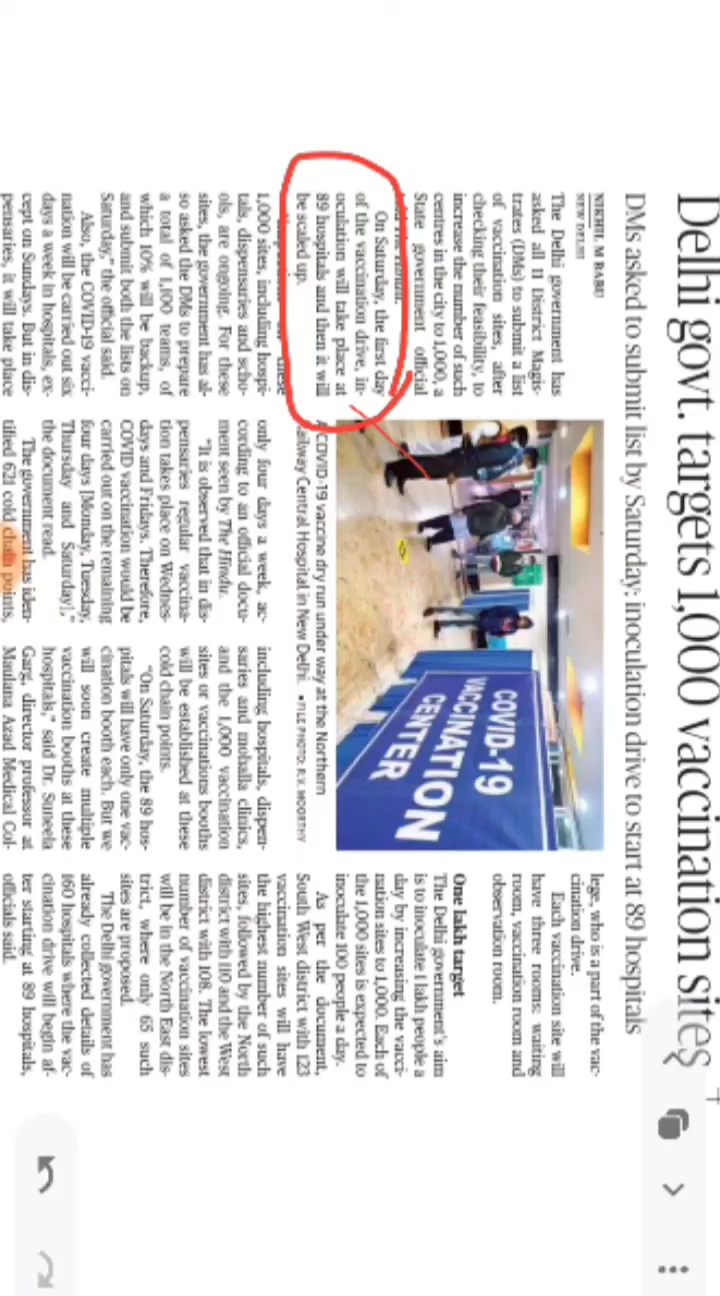 Delhi govt. targets 1,000 vaccination sites
DMs asked to submit list by Saturday; inoculation drive to start at 89 hospitals
NIKHIL M BABU
NEW DELHI
The Delhi government has
asked all 11 District Magis-
trates (DMs) to submit a list
of vaccination sites, after
checking their feasibility, to
increase the number of such
centres in the city to 1,000, a
State government official
On Saturday, the first day
of the vaccination drive, in-
oculation will take place at
89 hospitals and then it will
be scaled up.
these
1,000 sites, including hospi-
tals, dispensaries and scho-
ols, are ongoing. For these
sites, the government has al-
so asked the DMs to prepare
a total of 1,100 teams, of
which 10% will be backup,
and submit both the lists on
Saturday," the official said.
Also, the COVID-19 vacci-
nation will be carried out six
days a week in hospitals, ex-
cept on Sundays. But in dis-
pensaries, it will take place
COVID-19
VACCINATION
CENTER
COVID-19 vaccine dry run under way at the Northern
Railway Central Hospital in New Delhi. • FILE PHOTO: R.V. MOORTHY
only four days a week, ac-
cording to an official docu-
ment seen by The Hindu.
"It is observed that in dis-
pensaries regular vaccina-
tion takes place on Wednes-
days and Fridays. Therefore,
COVID vaccination would be
carried out on the remaining
four days [Monday, Tuesday,
Thursday and Saturday],"
the document read.
The government has iden-
tified 621 cold chain points,
including hospitals, dispen-
saries and mohalla clinics,
and the 1,000 vaccination
sites or vaccinations booths
will be established at these
cold chain points.
"On Saturday, the 89 hos-
pitals will have only one vac-
cination booth each. But we
will soon create multiple
vaccination booths at these
hospitals," said Dr. Suneela
Garg, director professor at
Maulana Azad Medical Col-
lege, who is a part of the vac-
cination drive.
Each vaccination site will
have three rooms: waiting
room, vaccination room and
observation room.
One lakh target
The Delhi government's aim
is to inoculate 1 lakh people a
day by increasing the vacci-
nation sites to 1,000. Each of
the 1,000 sites is expected to
inoculate 100 people a day.
As per the document,
South West district with 123
vaccination sites will have
the highest number of such
sites, followed by the North
district with 110 and the West
district with 108. The lowest
number of vaccination sites
will be in the North East dis-
trict, where only 65 such
sites are proposed.
The Delhi government has
already collected details of
160 hospitals where the vac-
cination drive will begin af-
ter starting at 89 hospitals,
officials said.